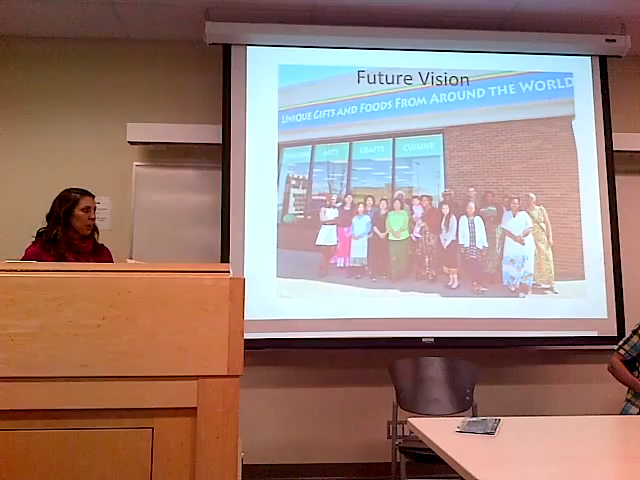 Future Vision
UNIQUE GIFTS AND FOODS FROM AROUND THE WORLD
ARTS
CRAFTS
CUISINE